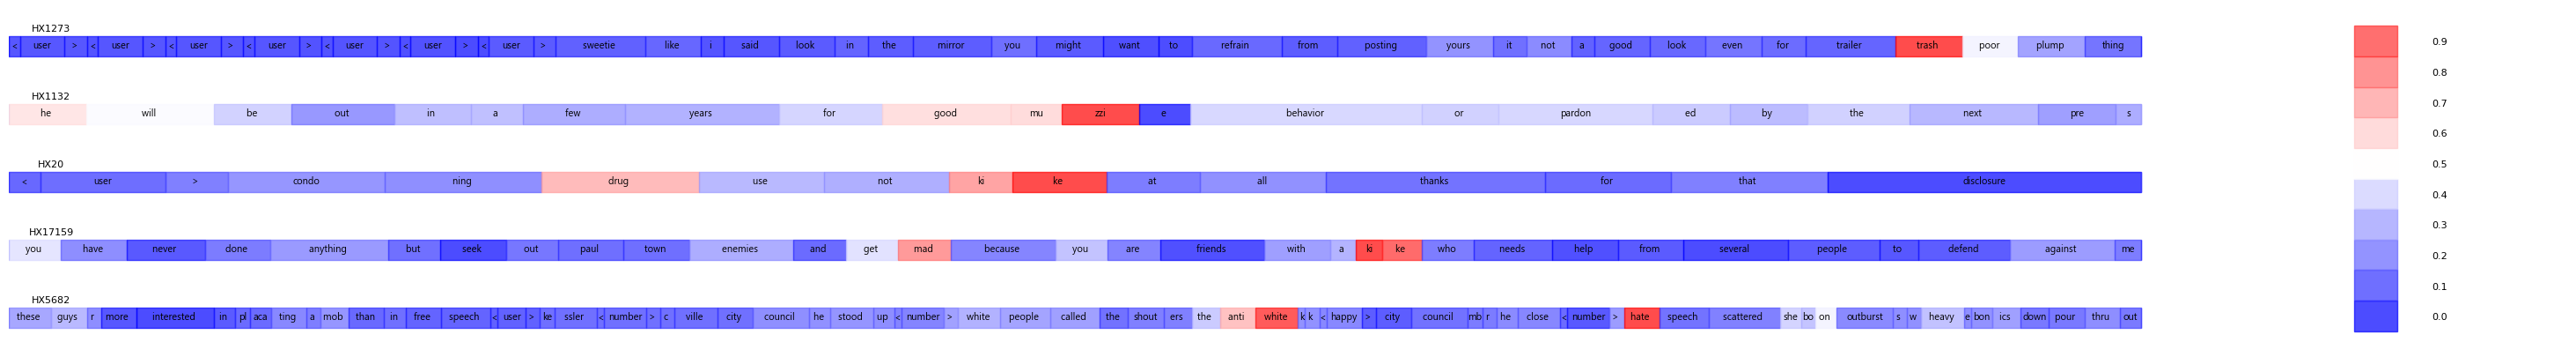 HX1273
< user > < user > < user > < user > < user > < user > < user > sweetie like i said look in the mirror you might want to refrain from posting yours it not a good look even for trailer trash poor plump thing
0.9
0.8
HX1132
0.7
he will be out in a few years for good mu zzi e behavior or pardon ed by the next pre s
0.6
HX20
0.5
< user > condo ning drug use not ki ke at all thanks for that disclosure
0.4
0.3
HX17159
you have never done anything but seek out paul town enemies and get mad because you are friends with a ki ke who needs help from several people to defend against me
0.2
0.1
HX5682
these guys r more interested in pl aca ting a mob than in free speech < user > ke ssler < number > c ville city council he stood up < number > white people called the shout ers the anti white k k < happy > city council mb r he close < number > hate speech scattered she bo on outburst s w heavy e bon ics down pour thru out
0.0